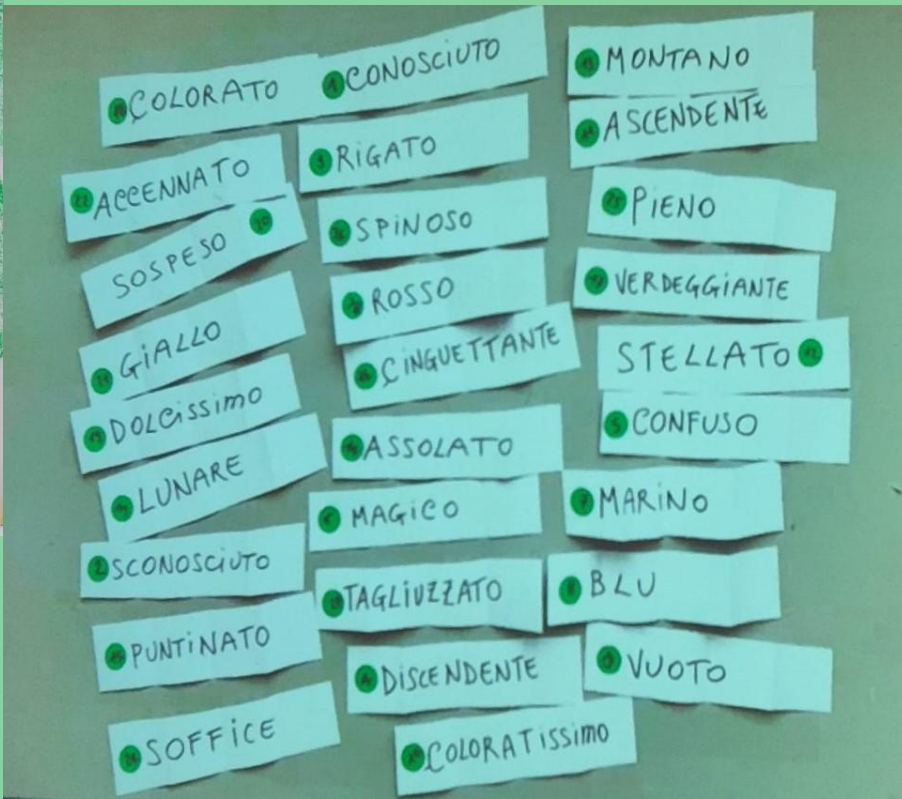 COLORATO
CONOSCIUTO
MONTANO
ASCENDENTE
ACCENNATO
RIGATO
SOSPESO
SPINOSO
PIENO
ROSSO
VERDEGGIANTE
GIALLO
CINGUETTANTE
STELLATO
DOLCISSIMO
ASSOLATO
CONFUSO
LUNARE
MAGICO
MARINO
SCONOSCIUTO
TAGLIUZZATO
BLU
PUNTINATO
DISCENDENTE
VUOTO
SOFFICE
COLORATISSIMO